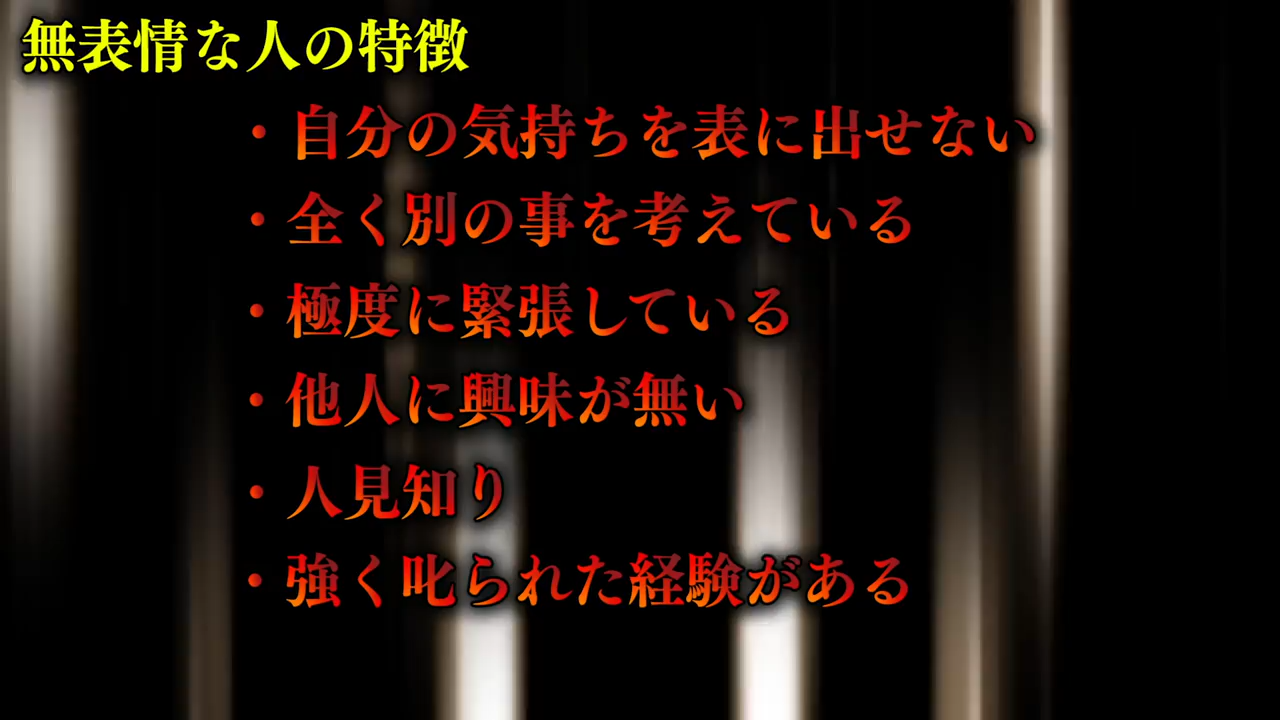 無表情な人の特徴
・自分の気持ちを表に出せない
・全く別の事を考えている
・極度に緊張している
・他人に興味が無い
・人見知り
・強く叱られた経験がある